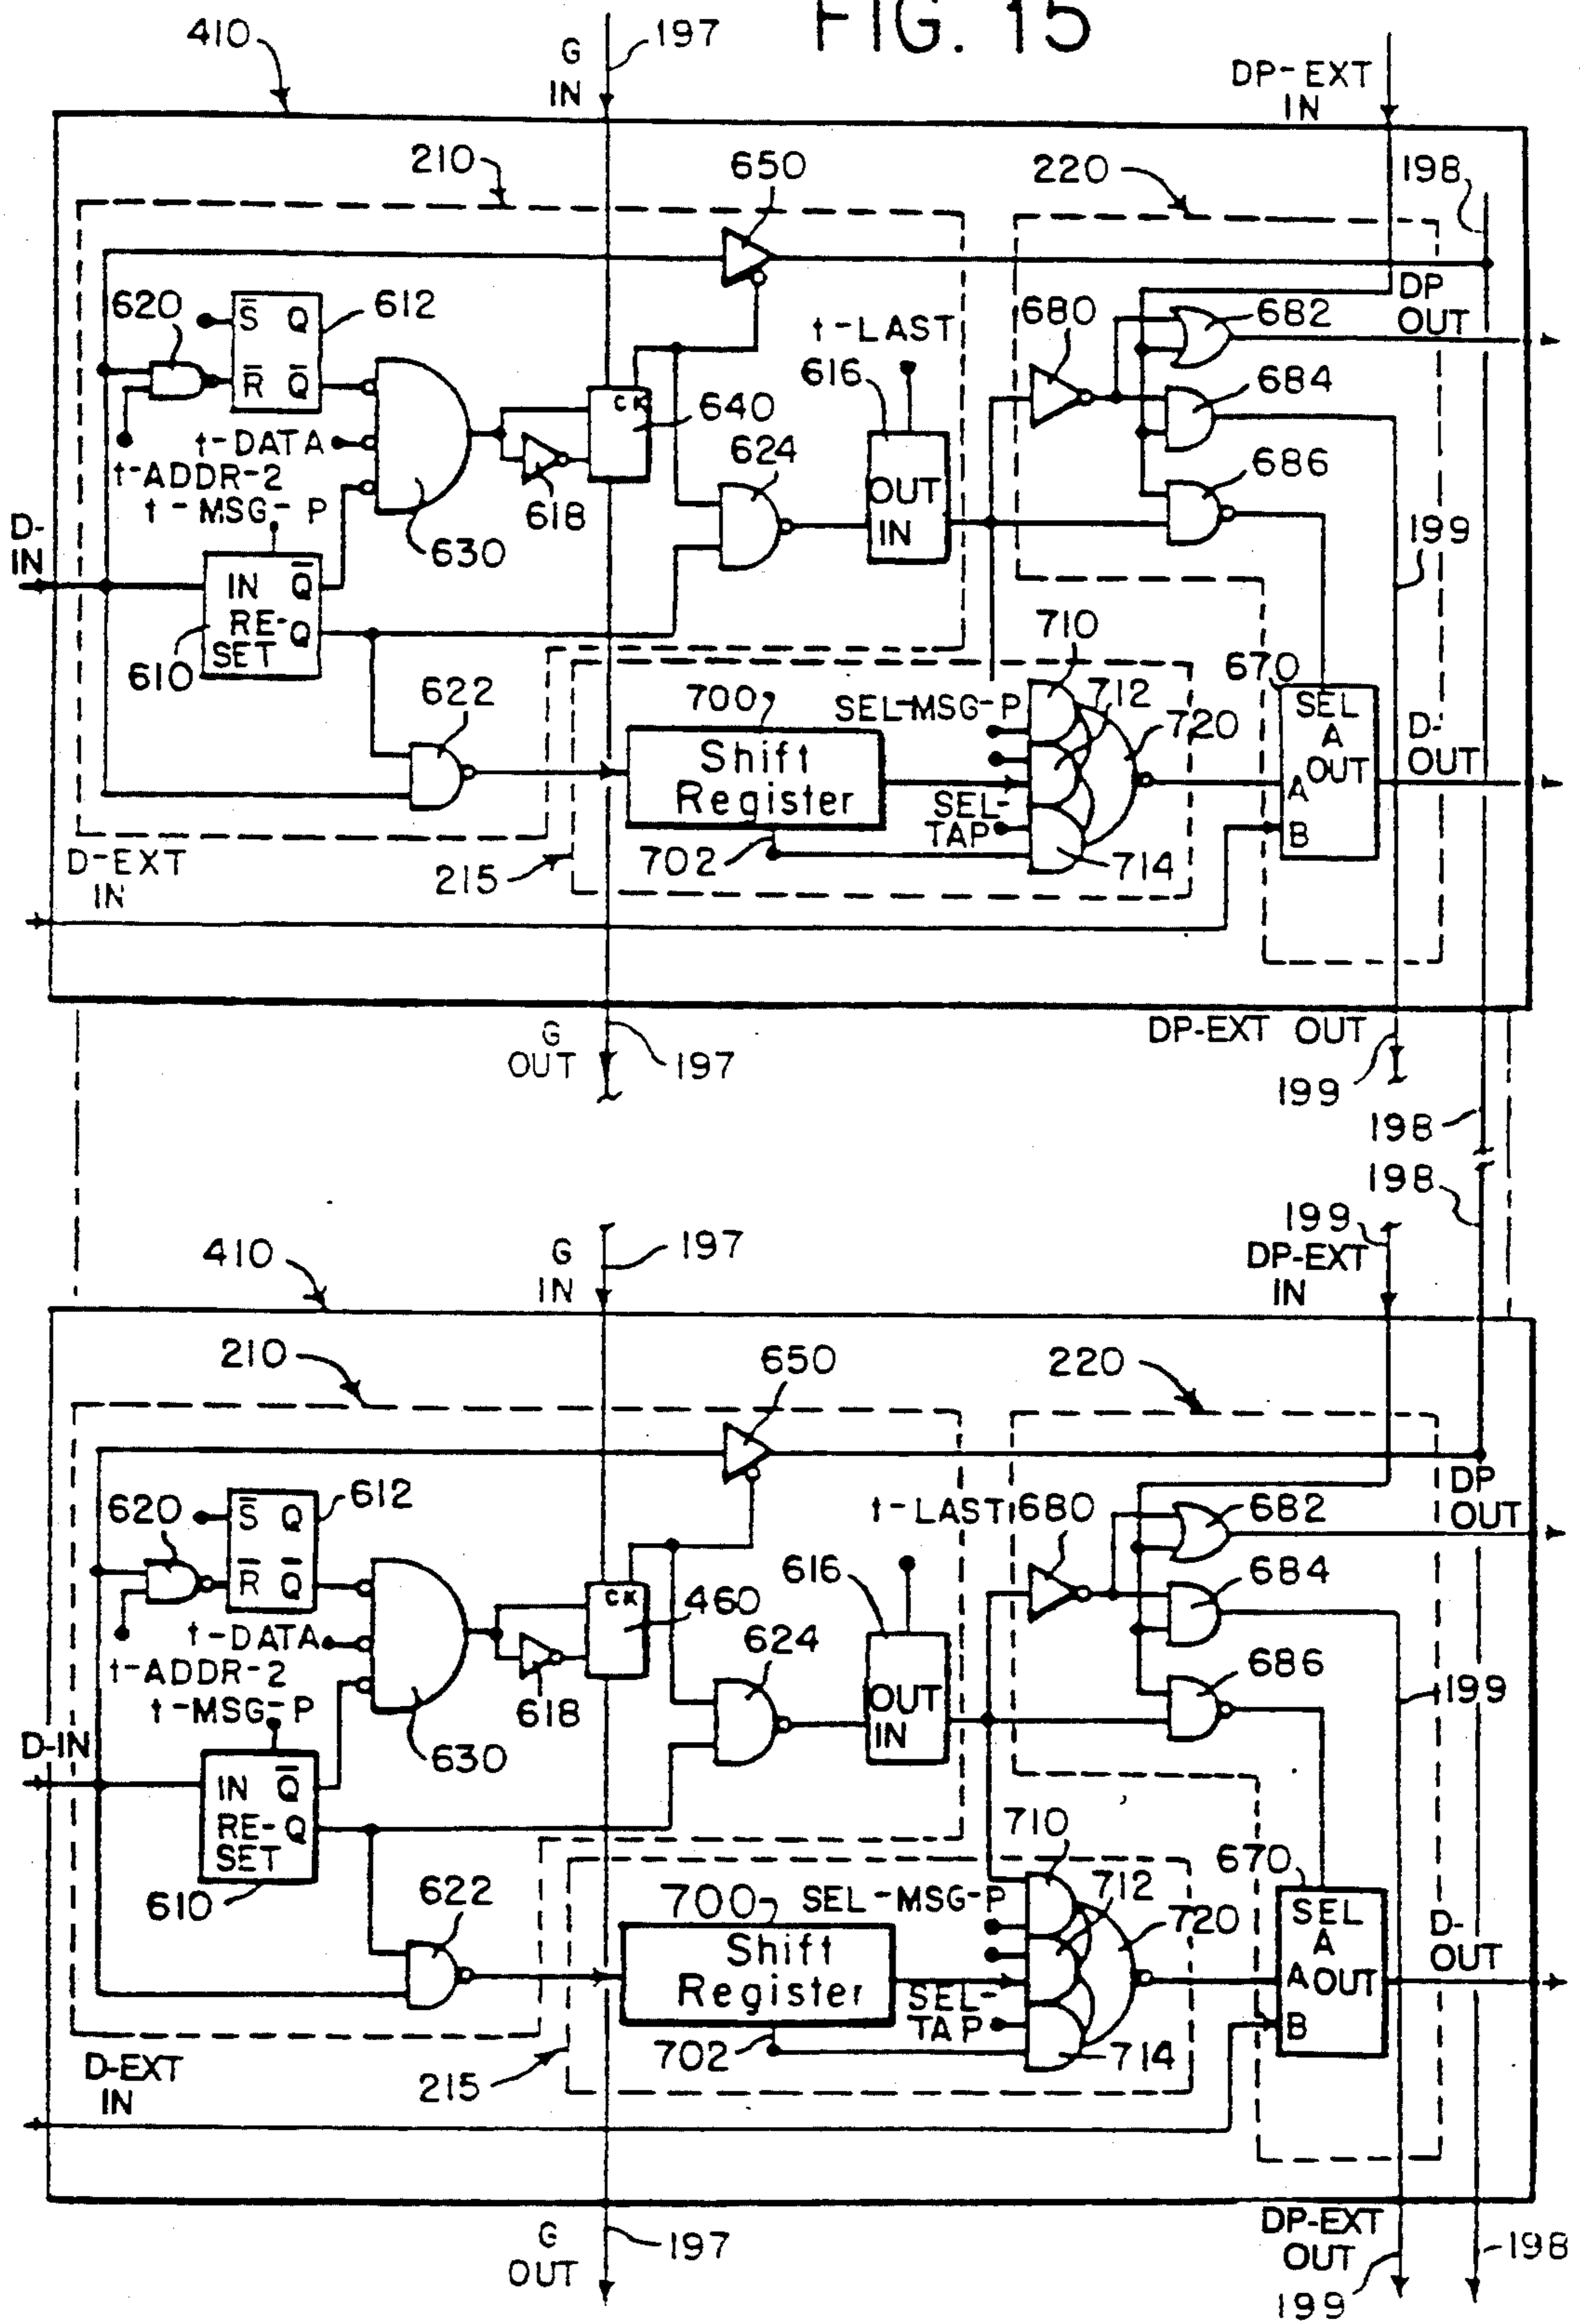 FIG. 15
410
G
IN
197
DP-EXT
IN
210
650
220
198
620
S̅ Q
R̅ Q̅
612
t-LAST
680
682
DP
OUT
616
684
t-DATA
t-ADDR-2
t-MSG-P
CK
640
618
624
OUT
IN
686
199
D-
IN
630
IN Q̅
RE- Q
SET
610
710
622
700
SEL-MSG-P
712
720
670
SEL
A
OUT
A
B
D-
OUT
Shift
Register
SEL-
TAP
D-EXT
IN
215
702
714
G
OUT
197
DP-EXT OUT
199
198
198
199
410
G
IN
197
DP-EXT
IN
210
650
220
620
S̅ Q
R̅ Q̅
612
t-LAST
680
682
DP
OUT
616
684
t-DATA
t-ADDR-2
t-MSG-P
CK
460
618
624
OUT
IN
686
199
D-IN
630
IN Q̅
RE- Q
SET
610
710
622
700
SEL-MSG-P
712
720
670
SEL
A
A OUT
B
D-
OUT
Shift
Register
SEL-
TAP
D-EXT
IN
215
702
714
G
OUT
197
DP-EXT
OUT
199
198